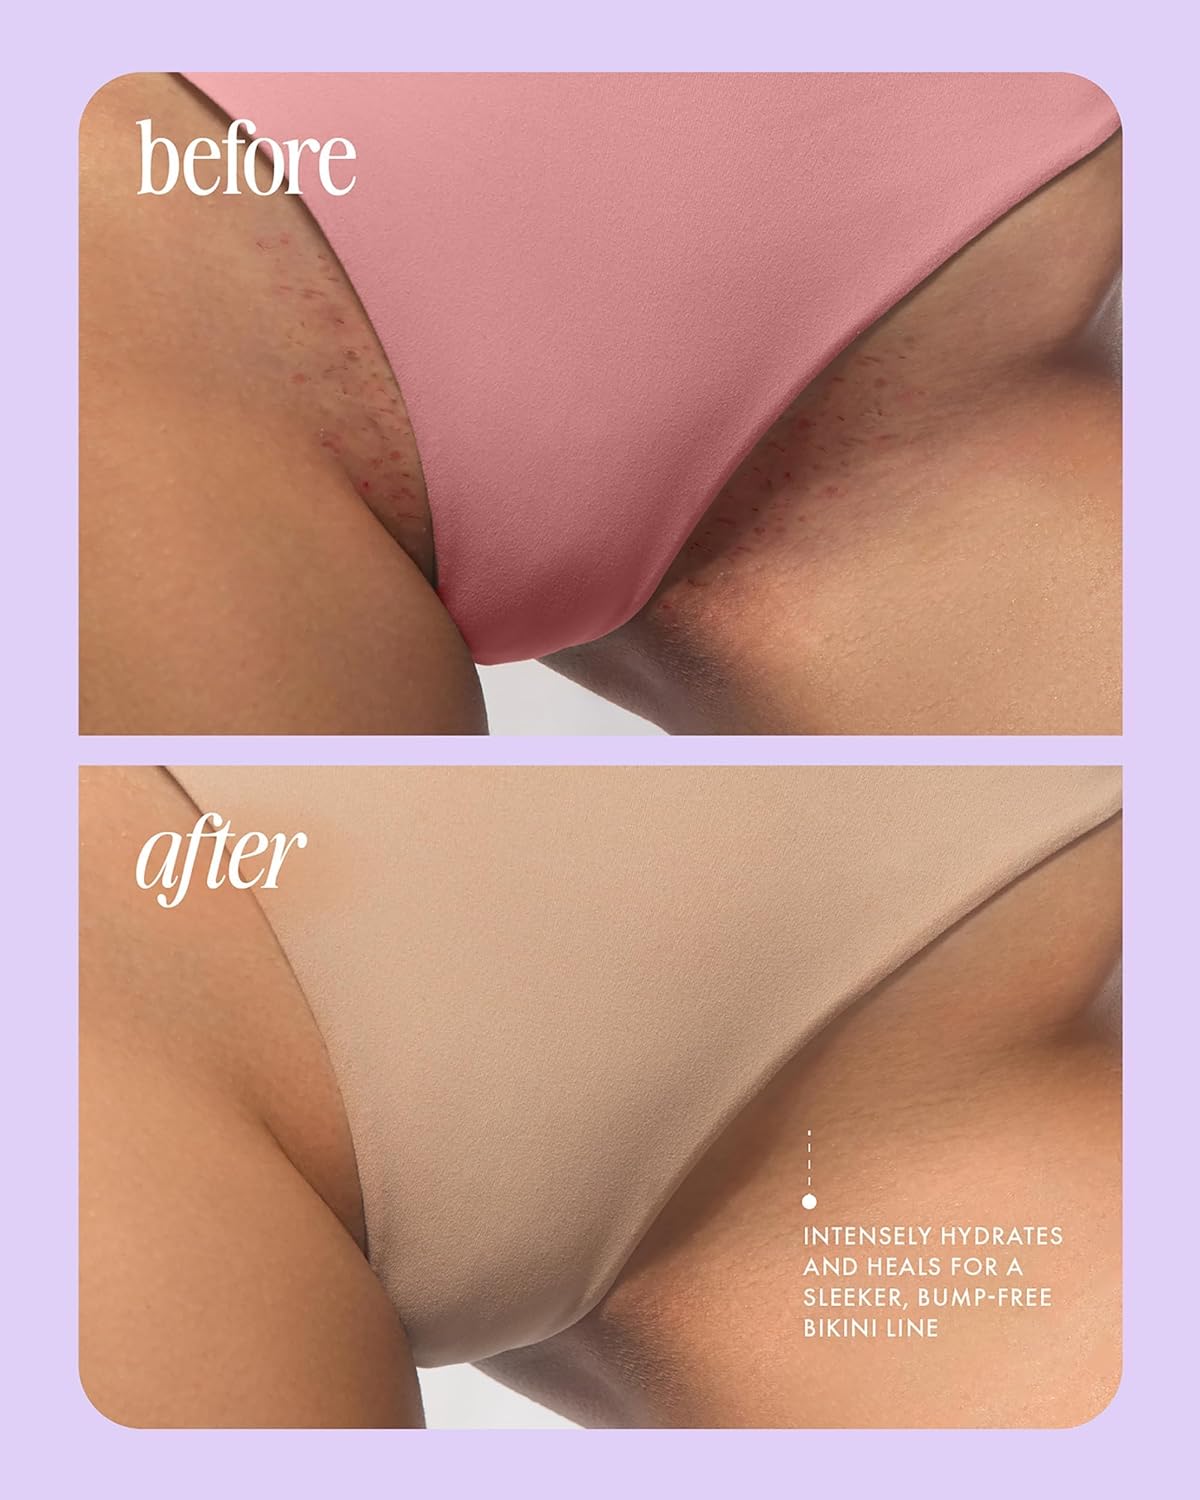 before
after
INTENSELY HYDRATES
AND HEALS FOR A
SLEEKER, BUMP-FREE
BIKINI LINE